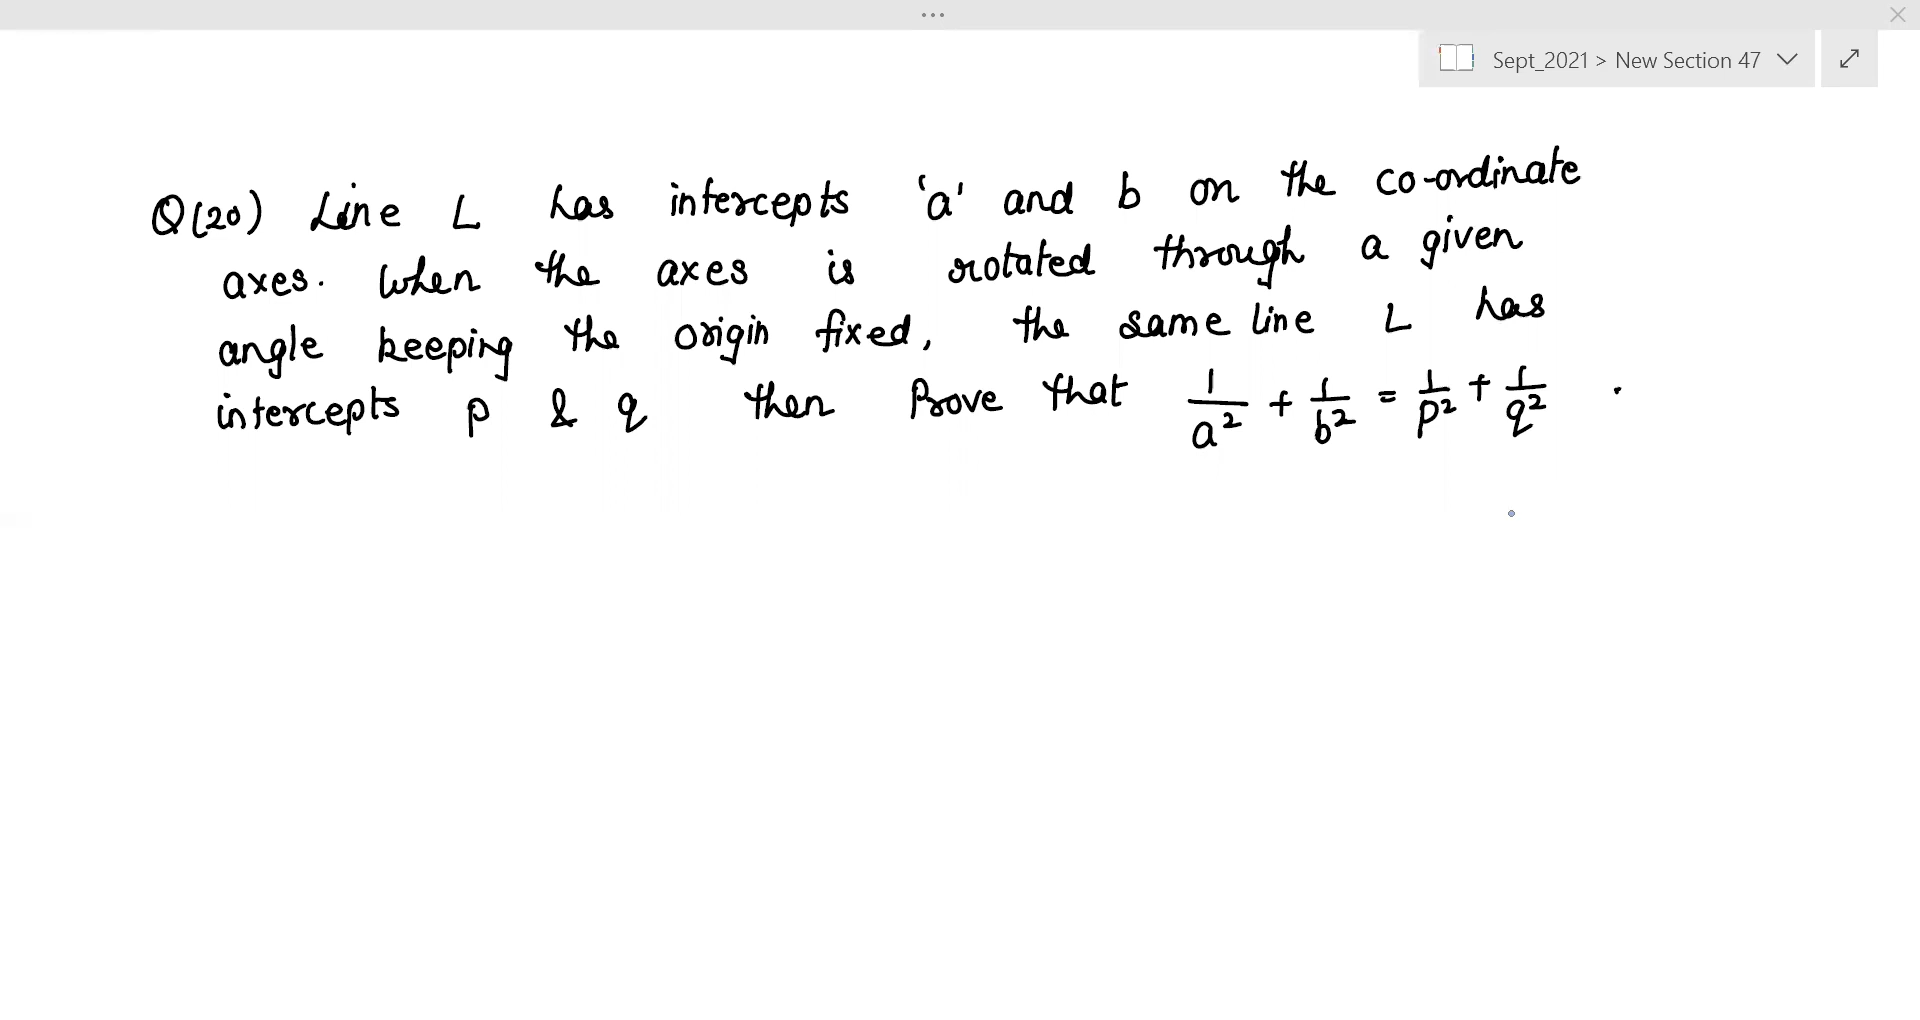 Sept_2021 > New Section 47
Q(20) Line L has intercepts 'a' and b on the co-ordinate
axes. When the axes is rotated through a given
angle keeping the origin fixed, the same line L has
intercepts p & q then Prove that 1/a² + 1/b² = 1/p² + 1/q² .